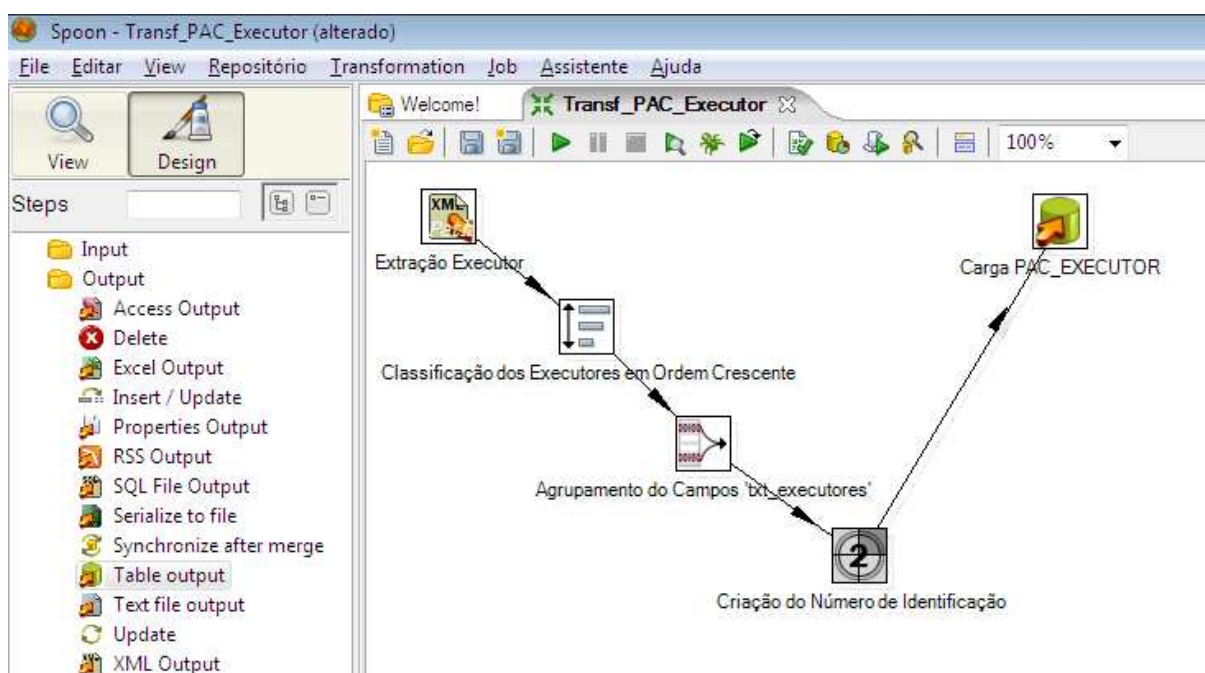 Spoon - Transf_PAC_Executor (alterado)
File Editar View Repositório Transformation Job Assistente Ajuda
View
Design
Steps
Input
Output
Access Output
Delete
Excel Output
Insert / Update
Properties Output
RSS Output
SQL File Output
Serialize to file
Synchronize after merge
Table output
Text file output
Update
XML Output
Welcome!
Transf_PAC_Executor
100%
XML
Extração Executor
Classificação dos Executores em Ordem Crescente
Agrupamento do Campos 'txt_executores'
2
Criação do Número de Identificação
Carga PAC_EXECUTOR